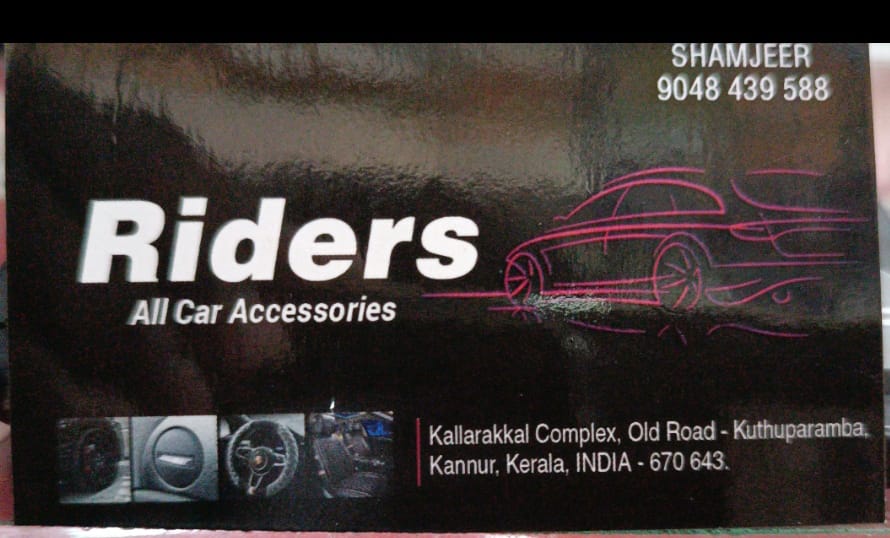 SHAMJEER
9048 439 588
Riders
All Car Accessories
Kallarakkal Complex, Old Road - Kuthuparamba,
Kannur, Kerala, INDIA - 670 643.